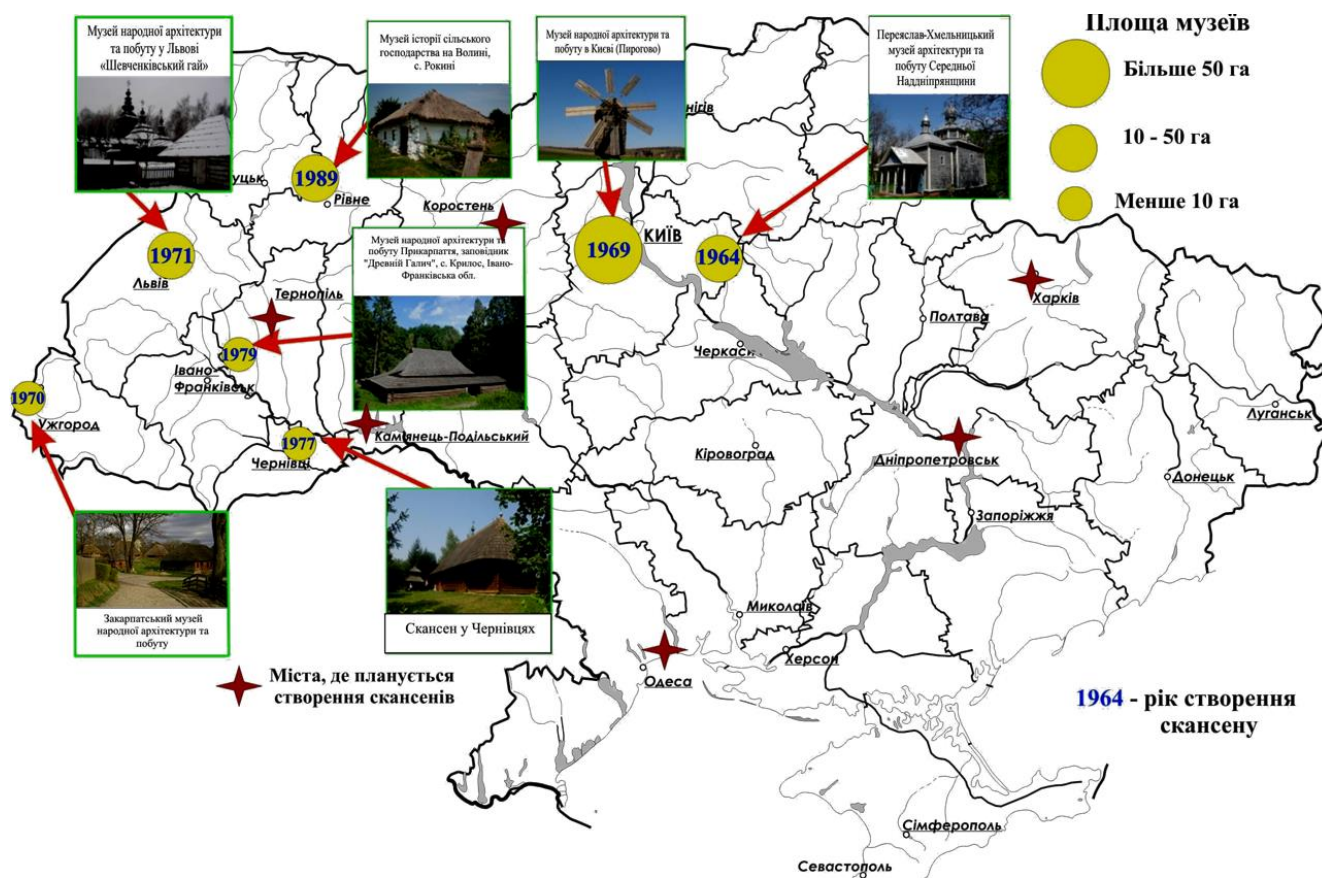 Музей народної архітектури
та побуту у Львові
«Шевченківський гай»
Музей історії сільського
господарства на Волині,
с. Рокині
Музей народної архітектури та
побуту в Києві (Пирогово)
Переяслав-Хмельницький
музей архітектури та
побуту Середньої
Наддніпрянщини
Площа музеїв
Більше 50 га
10 - 50 га
Менше 10 га
нігів
уцьк
1989
Рівне
Коростень
КИЇВ
1969
1964
1971
Львів
Музей народної архітектури та
побуту Прикарпаття, заповідник
"Древній Галич", с. Крилос, Івано-
Франківська обл.
Тернопіль
Харків
Полтава
Черкаси
1979
Івано-
Франківськ
1970
Ужгород
Луганськ
Кам'янець-Подільський
1977
Чернівці
Кіровоград
Дніпропетровськ
Донецьк
Запоріжжя
Закарпатський музей
народної архітектури та
побуту
Скансен у Чернівцях
Миколаїв
Херсон
Одеса
Міста, де планується
створення скансенів
1964 - рік створення
скансену
Сімферополь
Севастополь